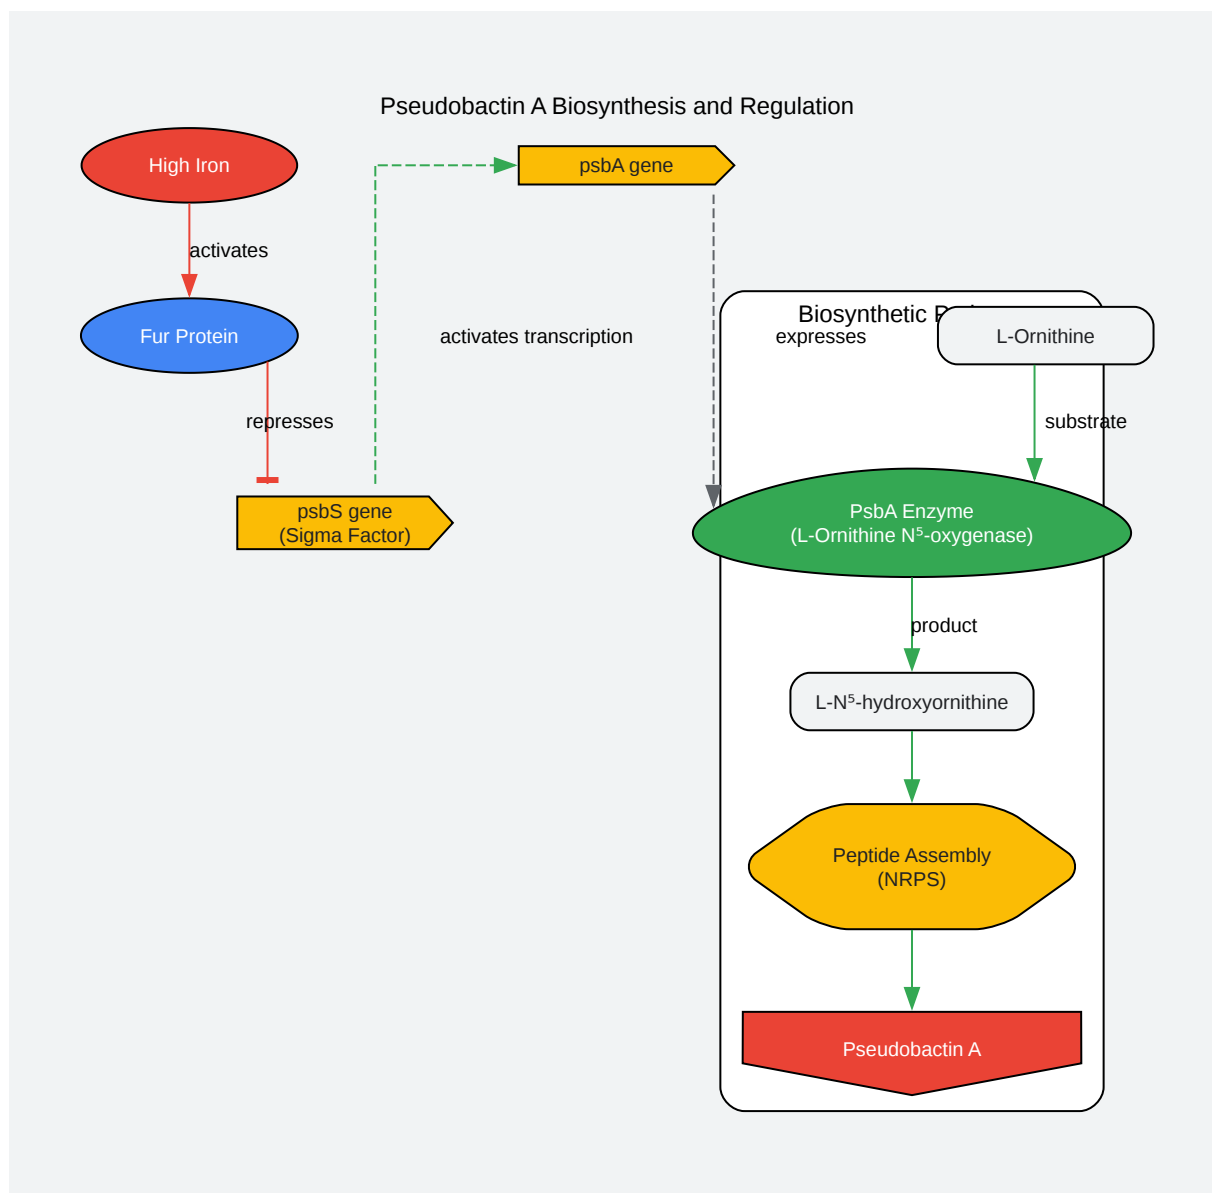 Pseudobactin A Biosynthesis and Regulation
High Iron
psbA gene
activates
Biosynthetic
Fur Protein
activates transcription
expresses
L-Ornithine
represses
substrate
psbS gene
(Sigma Factor)
PsbA Enzyme
(L-Ornithine N⁵-oxygenase)
product
L-N⁵-hydroxyornithine
Peptide Assembly
(NRPS)
Pseudobactin A